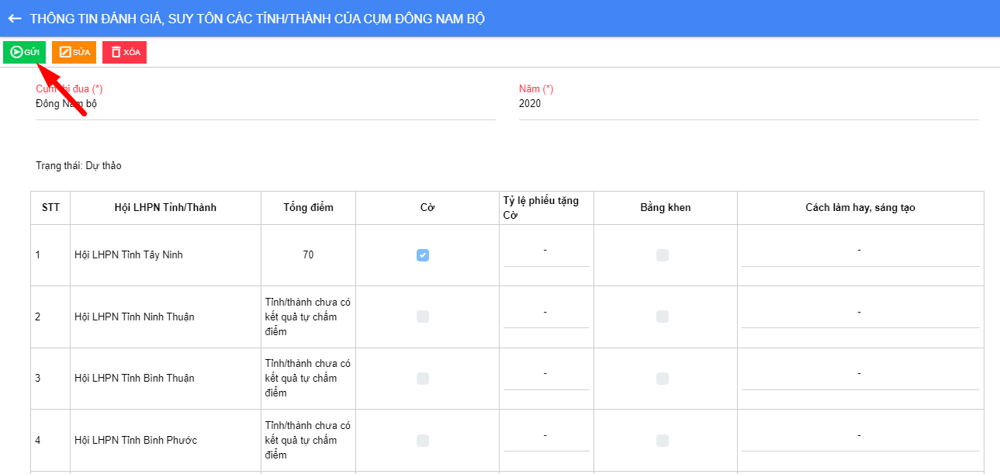 THÔNG TIN ĐÁNH GIÁ, SUY TÔN CÁC TỈNH/THÀNH CỦA CỤM ĐÔNG NAM BỘ
GỬI SỬA XÓA
Cụm thi đua (*) Năm (*)
Đông Nam bộ 2020
Trạng thái: Dự thảo
STT Hội LHPN Tỉnh/Thành Tổng điểm Cờ Tỷ lệ phiếu tặng Cờ Bằng khen Cách làm hay, sáng tạo
1 Hội LHPN Tỉnh Tây Ninh 70 - -
2 Hội LHPN Tỉnh Ninh Thuận Tỉnh/thành chưa có kết quả tự chấm điểm - -
3 Hội LHPN Tỉnh Bình Thuận Tỉnh/thành chưa có kết quả tự chấm điểm - -
4 Hội LHPN Tỉnh Bình Phước Tỉnh/thành chưa có kết quả tự chấm điểm - -